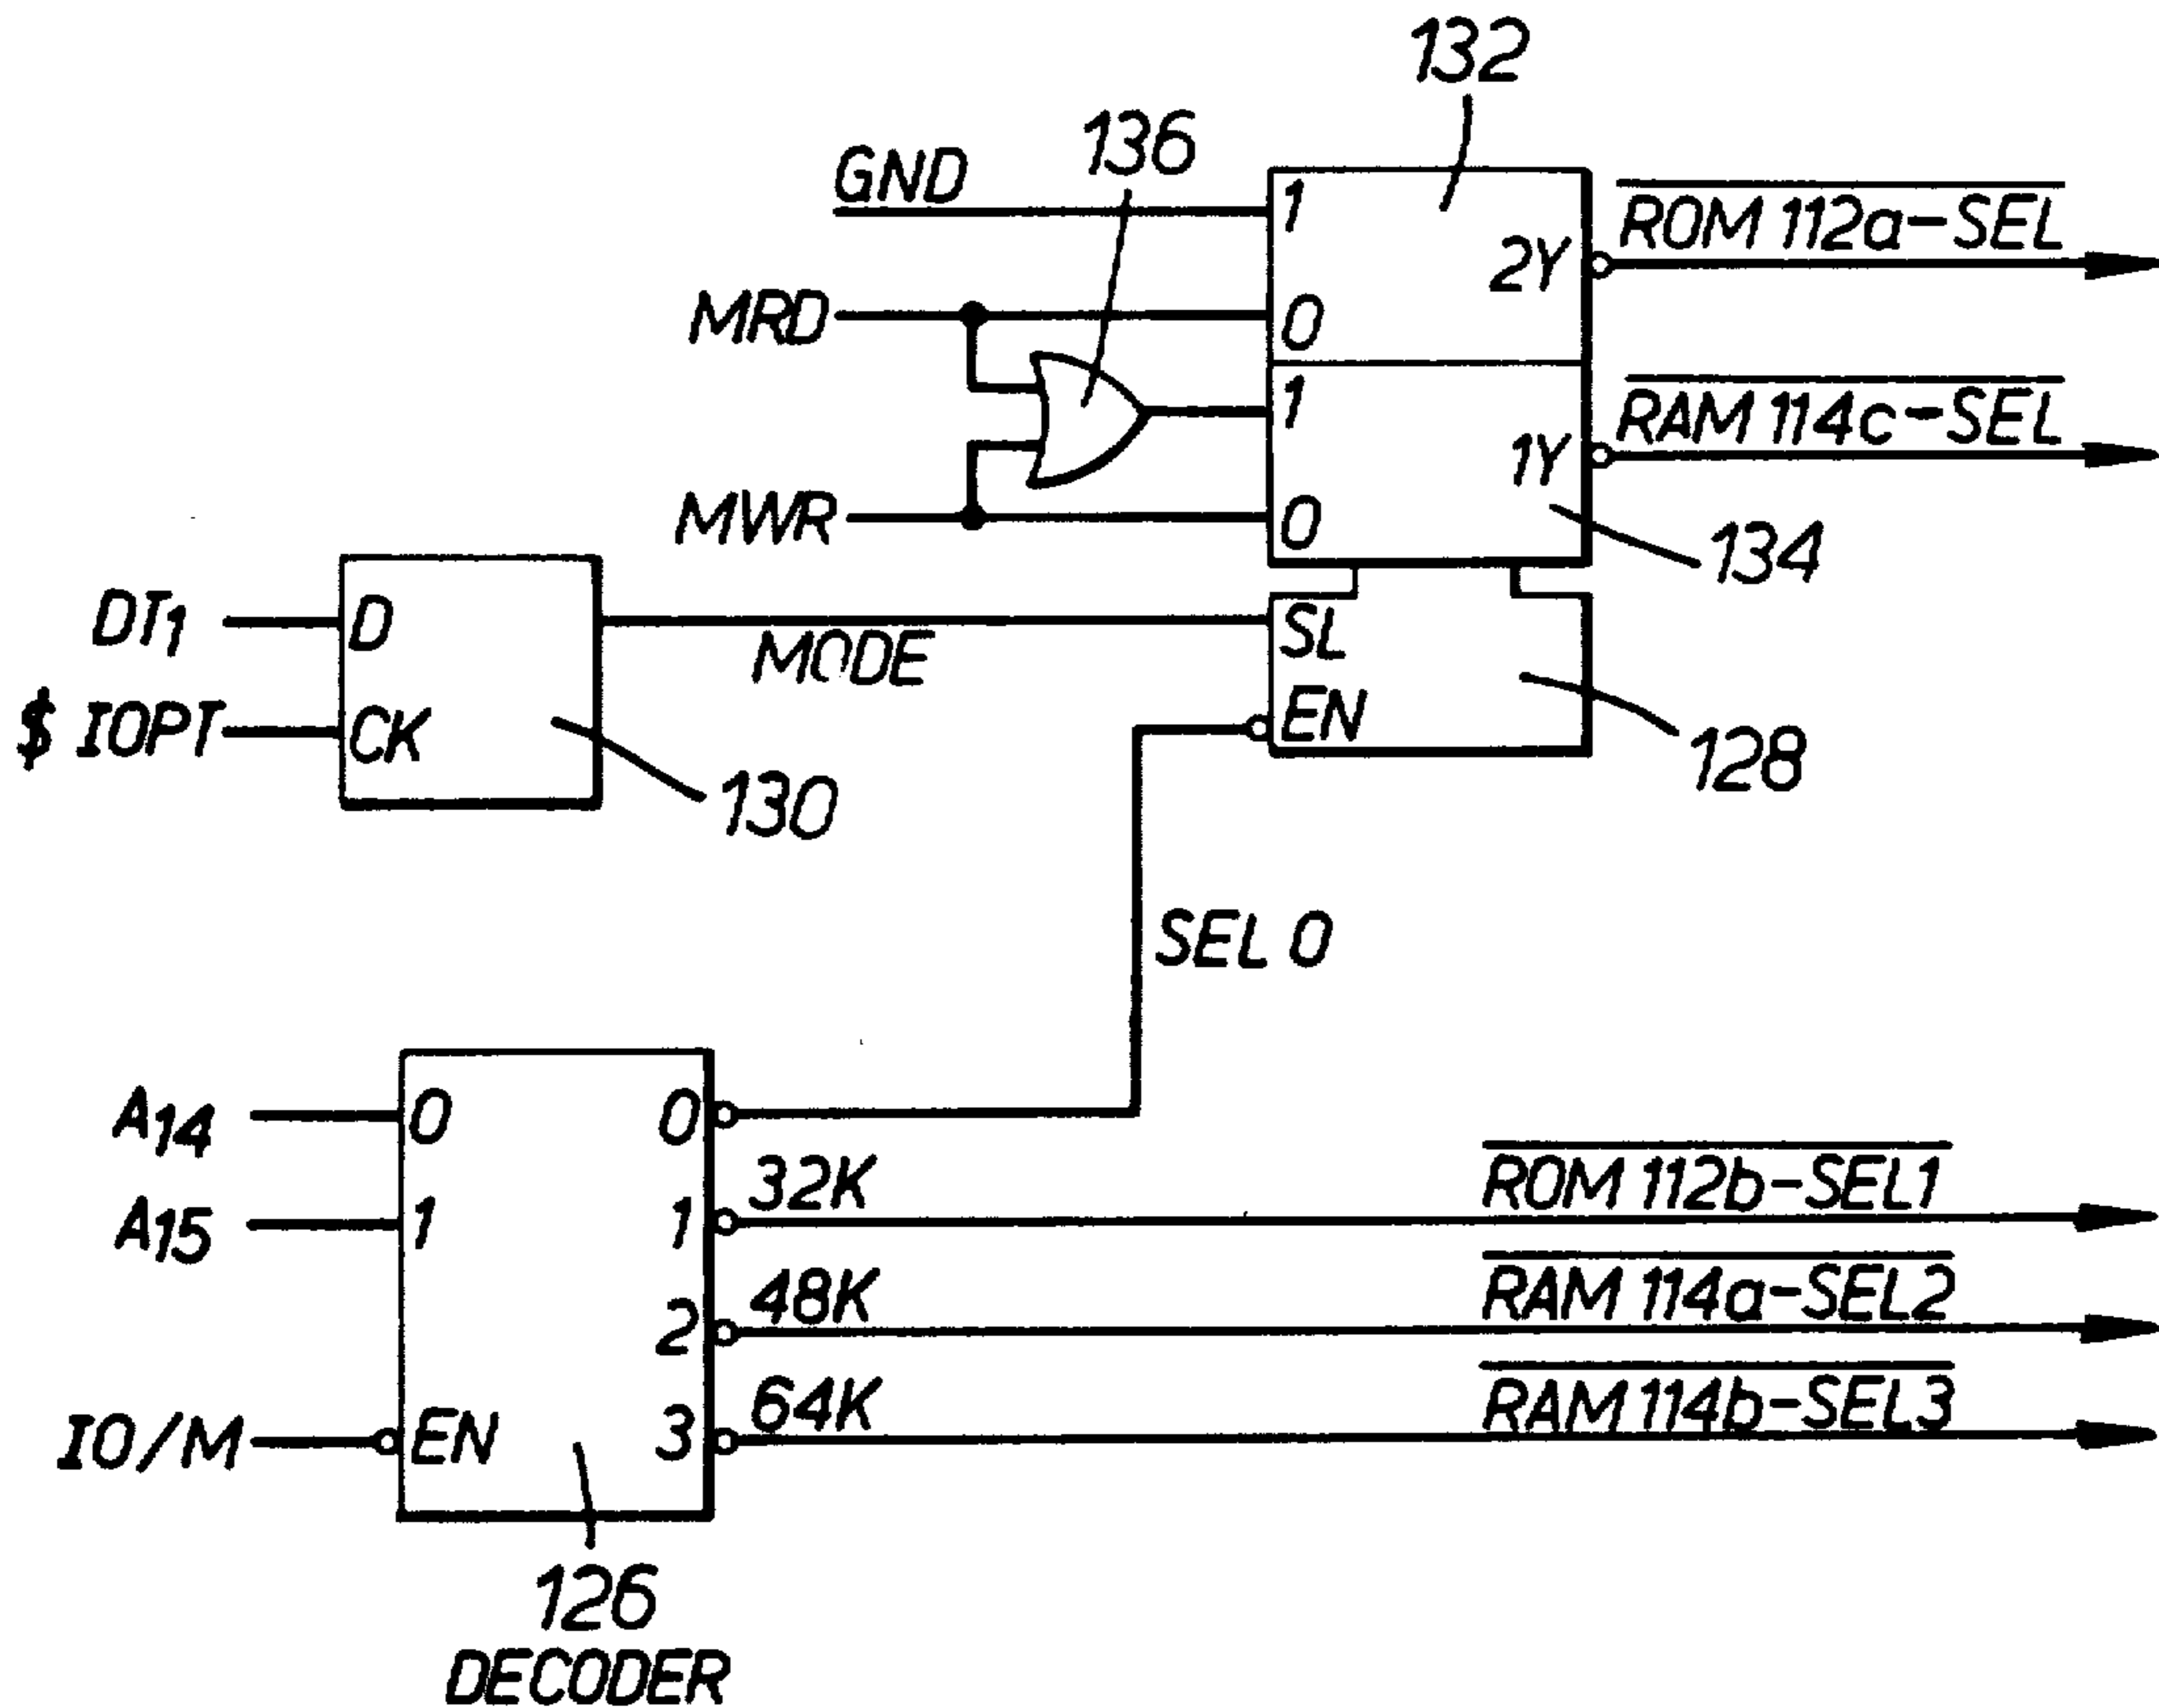 132
136
GND
1
ROM 112a-SEL
2Y
MRD
0
1
RAM 114c-SEL
1Y
MWR
0
134
DT1
D
SL
MODE
EN
$ IOPT
CK
130
128
SEL 0
A14
0
0
32K
ROM 112b-SEL1
A15
1
1
48K
RAM 114a-SEL2
2
64K
RAM 114b-SEL3
IO/M
EN
3
126
DECODER